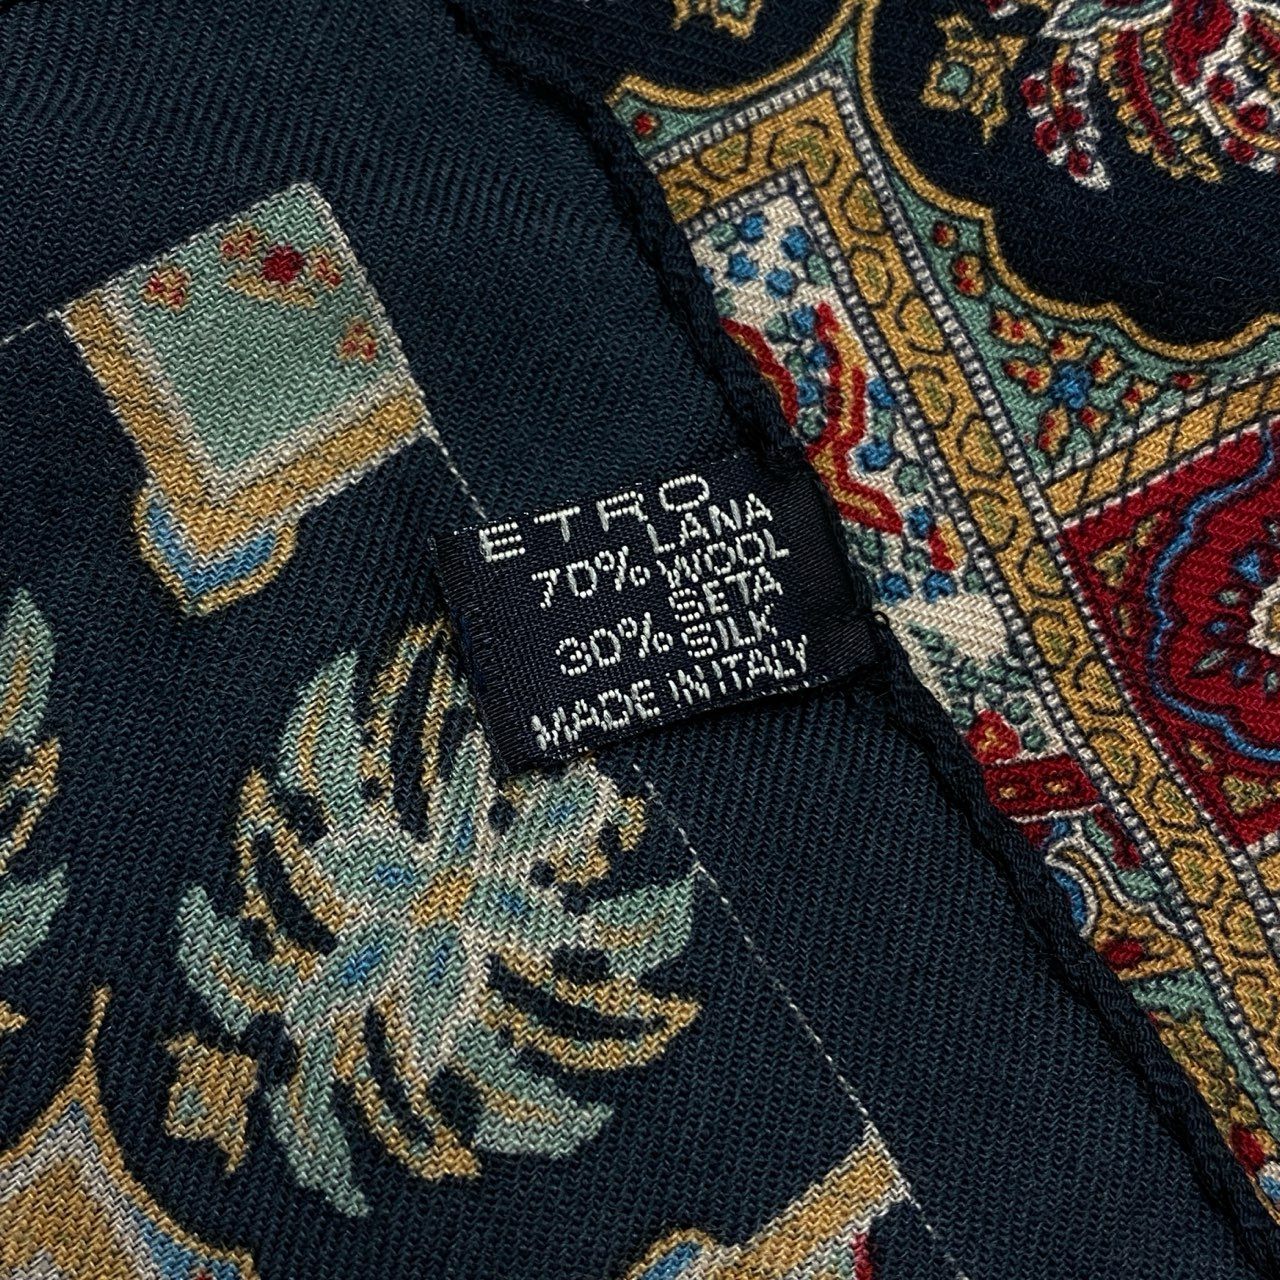 ETRO
70% LANA
WOOL
30% SETA
SILK
MADE IN ITALY